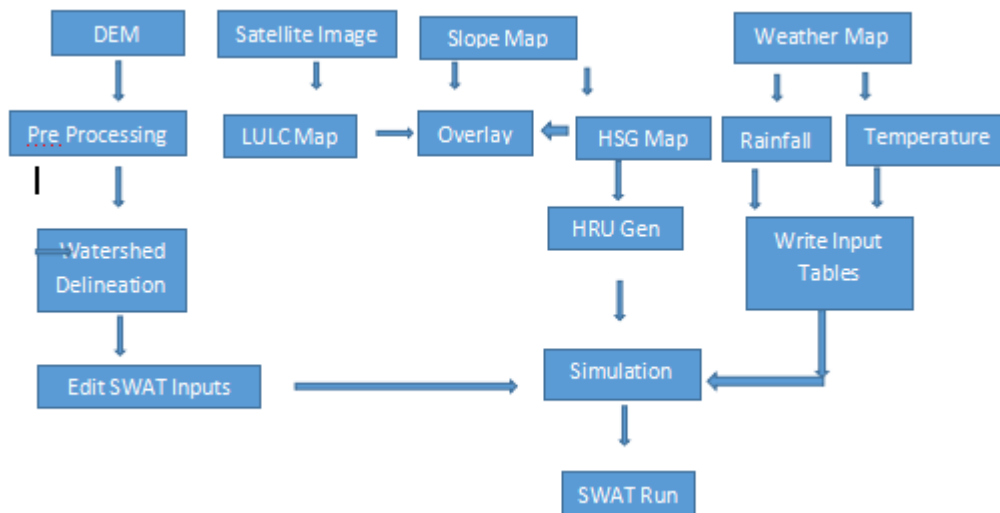 DEM
Satellite Image
Slope Map
Weather Map
Pre Processing
LULC Map
Overlay
HSG Map
Rainfall
Temperature
HRU Gen
Watershed
Delineation
Write Input
Tables
Edit SWAT Inputs
Simulation
SWAT Run